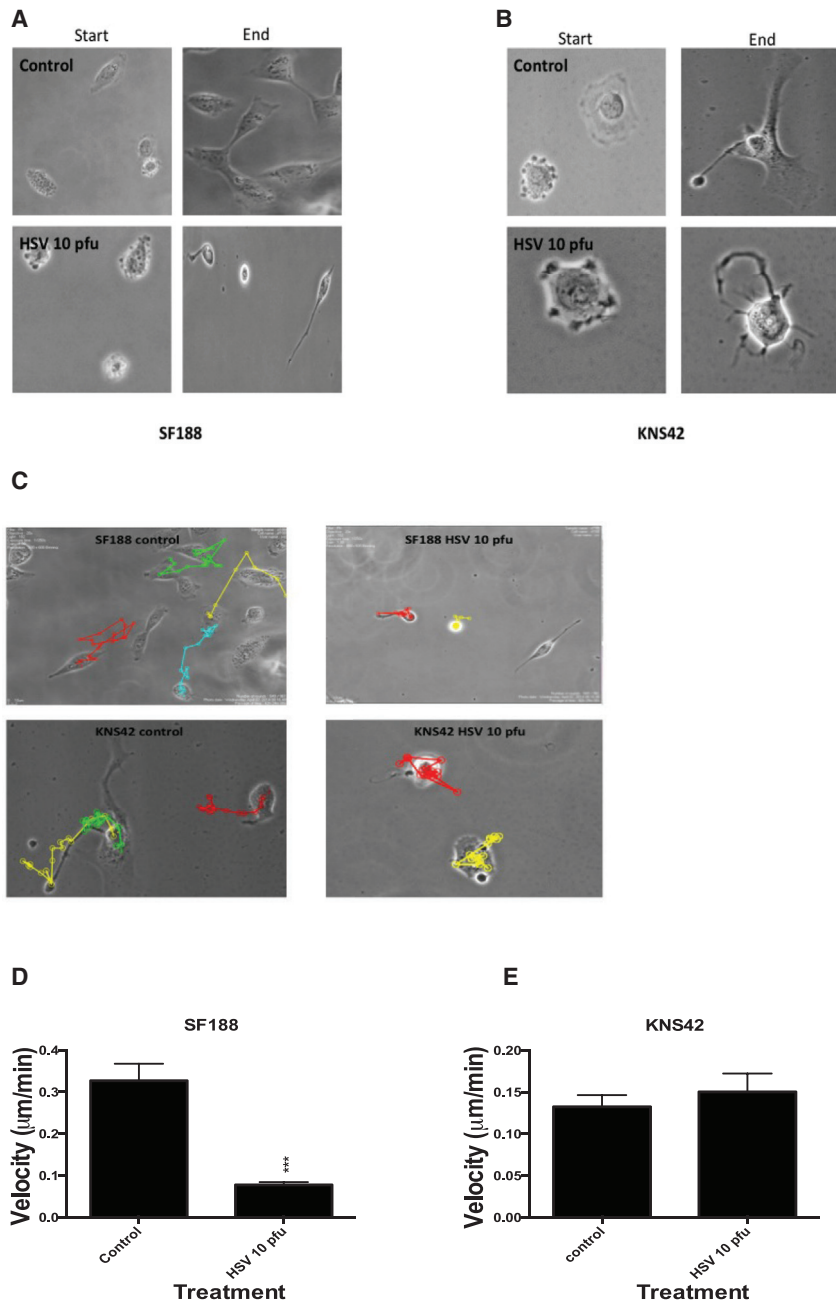 A
Start
End
Control
HSV 10 pfu
SF188
B
Start
End
Control
HSV 10 pfu
KNS42
C
SF188 control
SF188 HSV 10 pfu
KNS42 control
KNS42 HSV 10 pfu
D
SF188
Velocity (μm/min)
0.4
0.3
0.2
0.1
0.0
***
Control
HSV 10 pfu
Treatment
E
KNS42
Velocity (μm/min)
0.20
0.15
0.10
0.05
0.00
control
HSV 10 pfu
Treatment